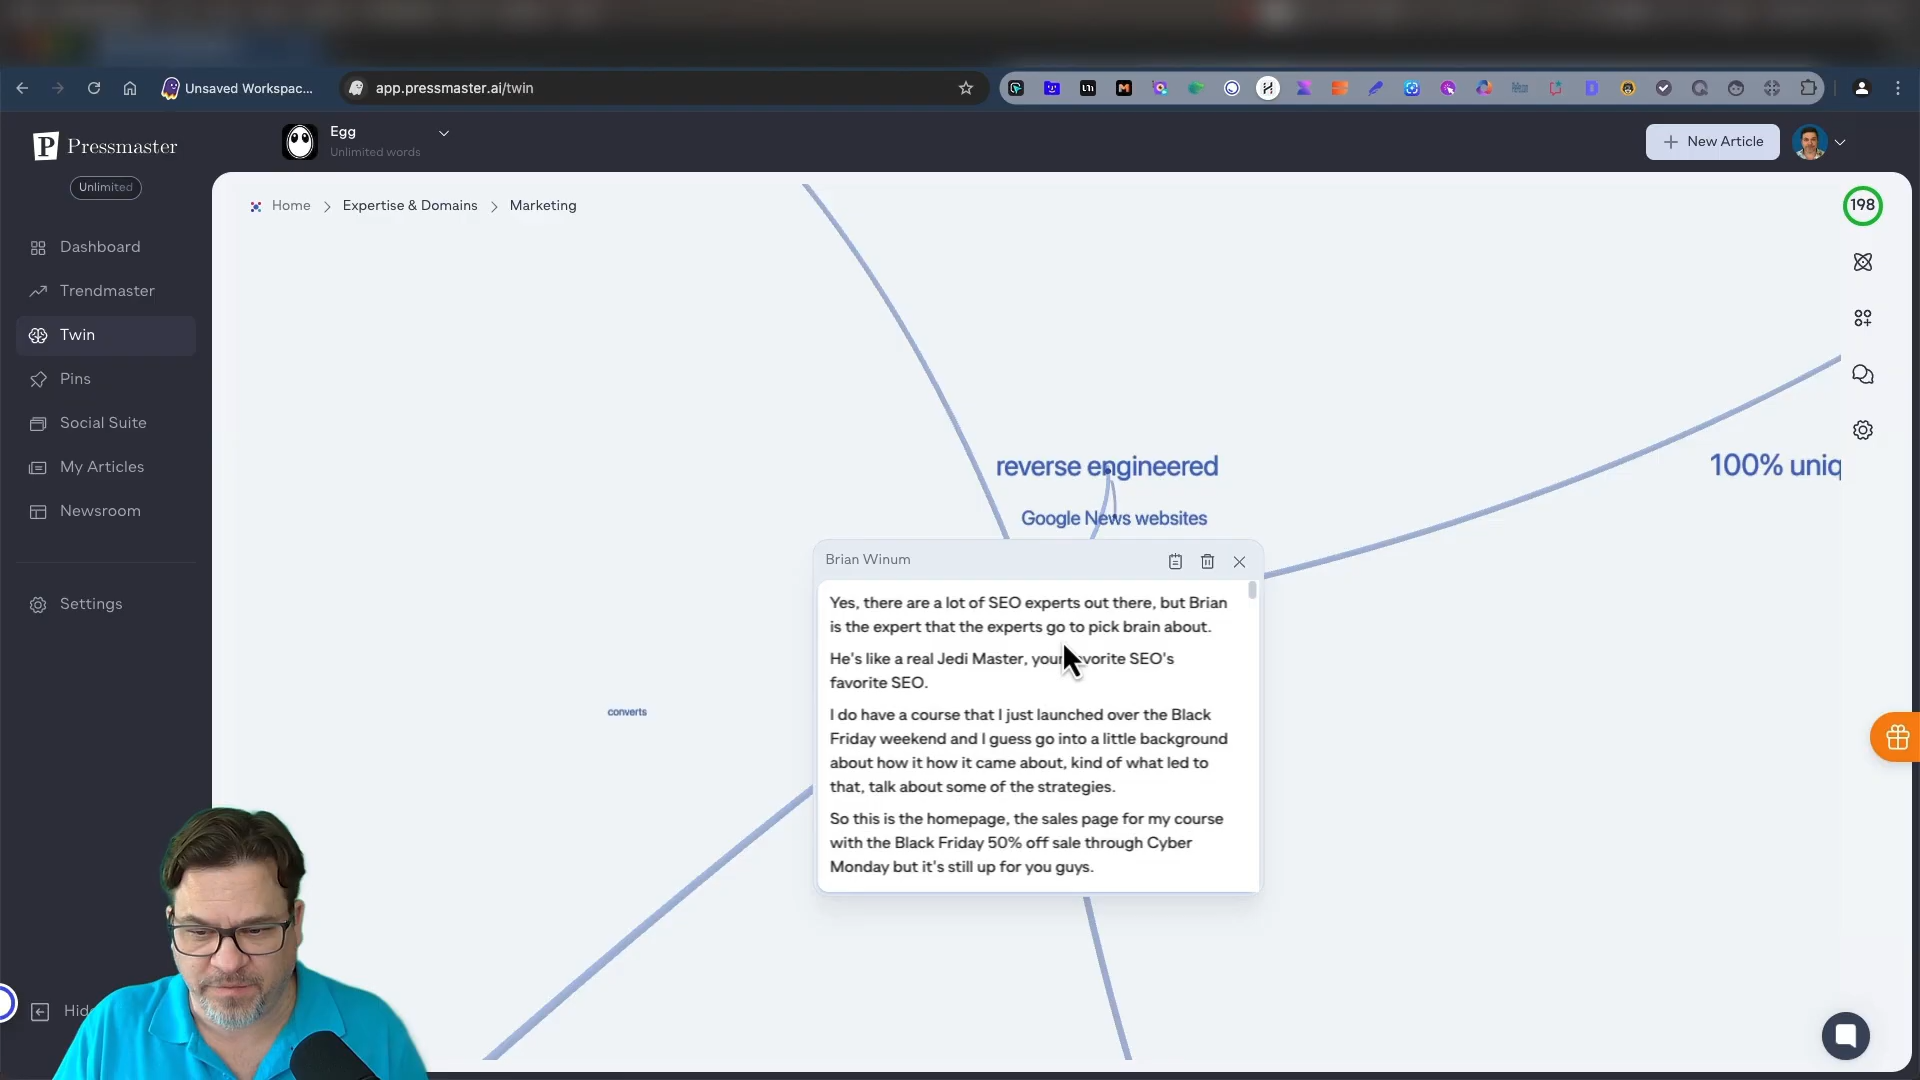 Unsaved Workspac...
app.pressmaster.ai/twin
Pressmaster
Egg
Unlimited words
New Article
Unlimited
Home
Expertise & Domains
Marketing
198
Dashboard
Trendmaster
Twin
Pins
Social Suite
My Articles
Newsroom
Settings
reverse engineered
100% uniq
Google News websites
Brian Winum
Yes, there are a lot of SEO experts out there, but Brian
is the expert that the experts go to pick brain about.
He's like a real Jedi Master, your favorite SEO's
favorite SEO.
I do have a course that I just launched over the Black
Friday weekend and I guess go into a little background
about how it how it came about, kind of what led to
that, talk about some of the strategies.
So this is the homepage, the sales page for my course
with the Black Friday 50% off sale through Cyber
Monday but it's still up for you guys.
converts
Hid